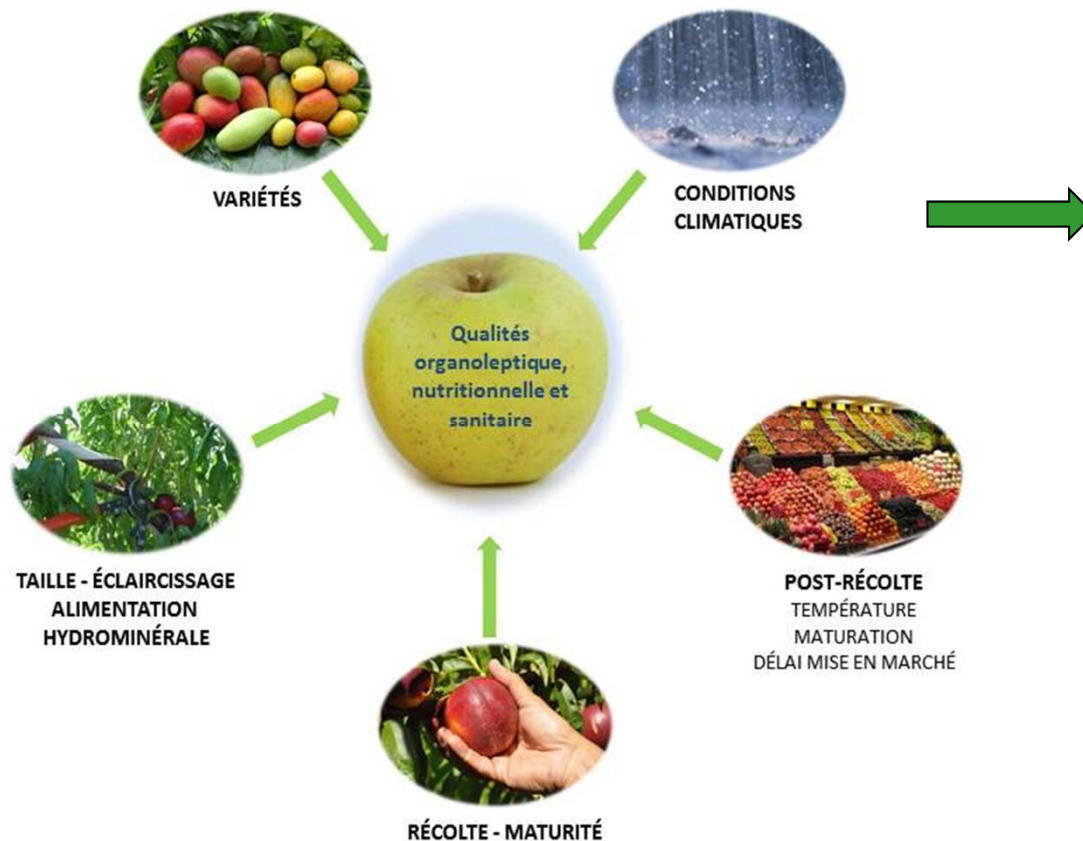 VARIÉTÉS
CONDITIONS
CLIMATIQUES
Qualités
organoleptique,
nutritionnelle et
sanitaire
TAILLE - ÉCLAIRCISSAGE
ALIMENTATION
HYDROMINÉRALE
POST-RÉCOLTE
TEMPÉRATURE
MATURATION
DÉLAI MISE EN MARCHÉ
RÉCOLTE - MATURITÉ